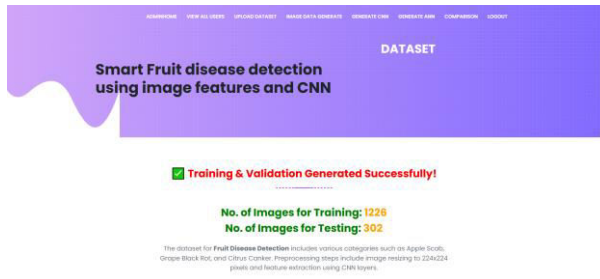 ADMINHOME VIEW ALL USERS UPLOAD DATASET IMAGE DATA GENERATE GENERATE CNN GENERATE ANN COMPARISON LOGOUT
DATASET
Smart Fruit disease detection
using image features and CNN
✅ Training & Validation Generated Successfully!
No. of Images for Training: 1226
No. of Images for Testing: 302
The dataset for Fruit Disease Detection includes various categories such as Apple Scab,
Grape Black Rot, and Citrus Canker. Preprocessing steps include image resizing to 224x224
pixels and feature extraction using CNN layers.